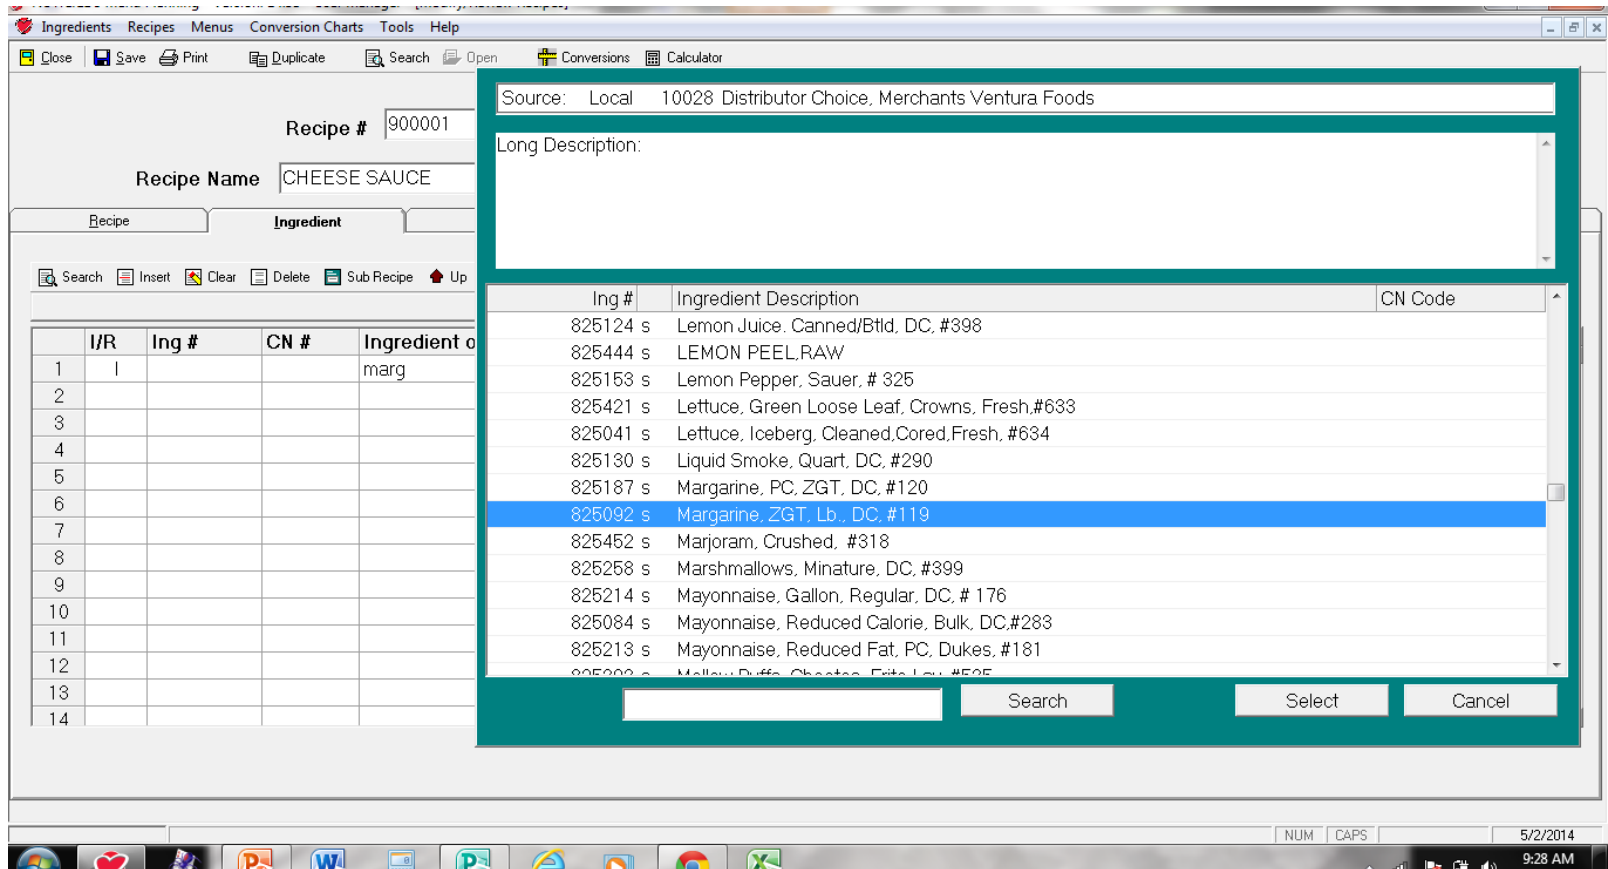 Ingredients Recipes Menus Conversion Charts Tools Help
Close Save Print Duplicate Search Open Conversions Calculator
Source: Local 10028 Distributor Choice, Merchants Ventura Foods
Recipe # 900001
Long Description:
Recipe Name CHEESE SAUCE
Recipe Ingredient
Search Insert Clear Delete Sub Recipe Up
Ing # Ingredient Description CN Code
825124 s Lemon Juice. Canned/Btld, DC, #398
825444 s LEMON PEEL,RAW
825153 s Lemon Pepper, Sauer, # 325
825421 s Lettuce, Green Loose Leaf, Crowns, Fresh,#633
825041 s Lettuce, Iceberg, Cleaned,Cored,Fresh, #634
825130 s Liquid Smoke, Quart, DC, #290
825187 s Margarine, PC, ZGT, DC, #120
825092 s Margarine, ZGT, Lb., DC, #119
825452 s Marjoram, Crushed, #318
825258 s Marshmallows, Minature, DC, #399
825214 s Mayonnaise, Gallon, Regular, DC, # 176
825084 s Mayonnaise, Reduced Calorie, Bulk, DC,#283
825213 s Mayonnaise, Reduced Fat, PC, Dukes, #181
I/R Ing # CN # Ingredient
1 I marg
2
3
4
5
6
7
8
9
10
11
12
13
14
Search Select Cancel
NUM CAPS 5/2/2014
9:28 AM